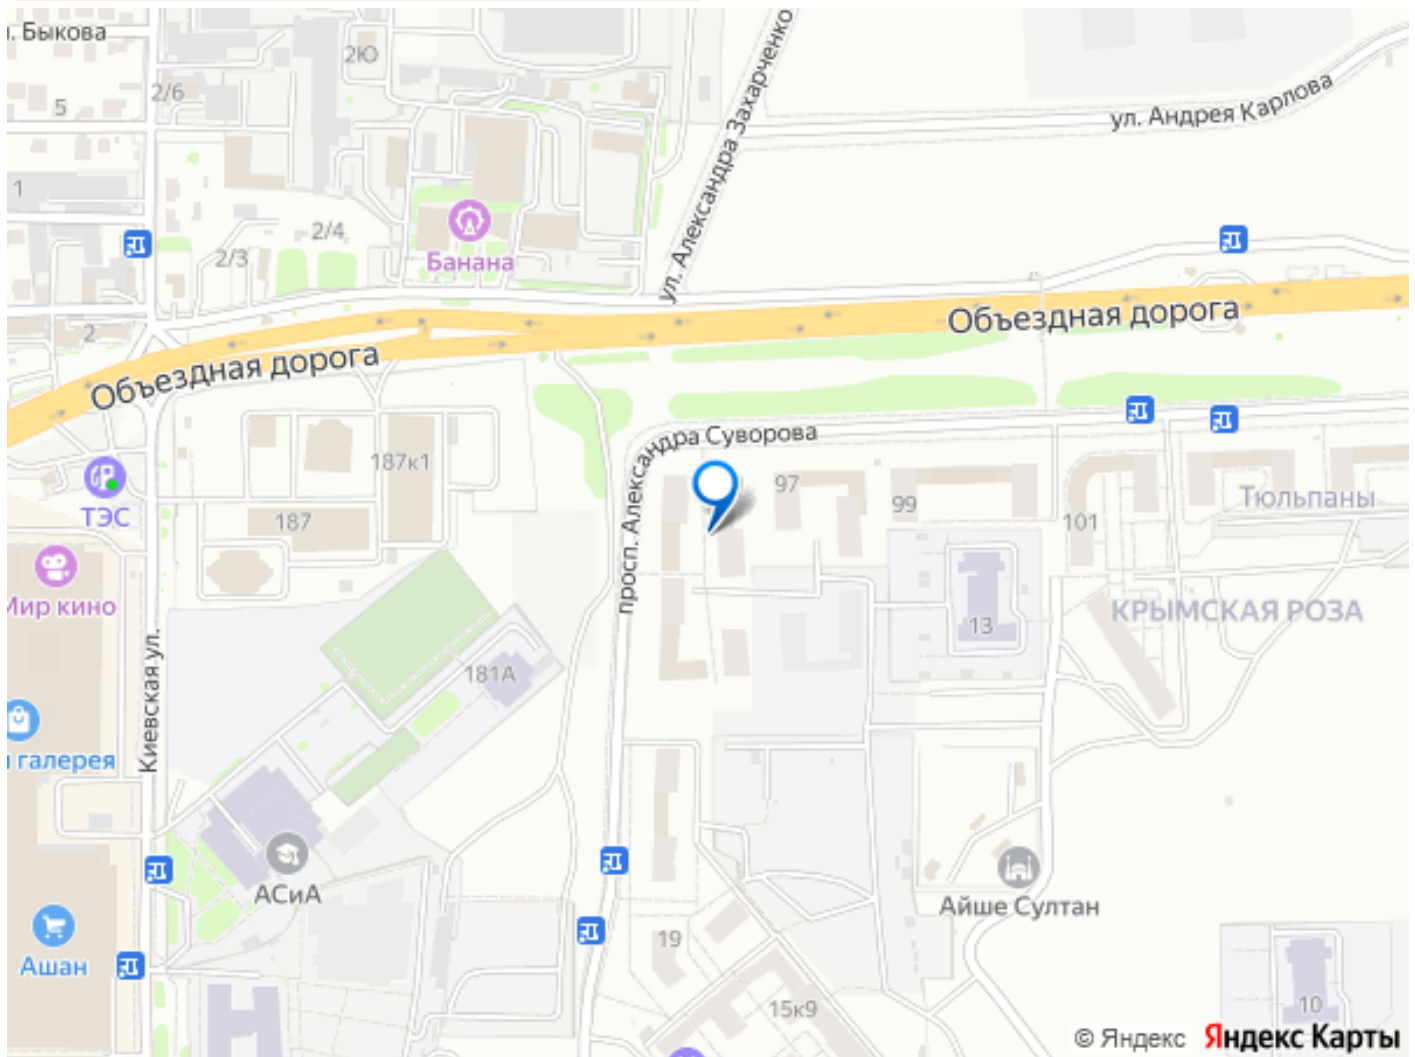 . Быкова
2Ю
2/6
5
ул. Андрея Карлова
ул. Александра Захарченко
1
2/4
2/3
Банана
2
Объездная дорога
Объездная дорога
просп. Александра Суворова
187к1
97
99
101
Тюльпаны
ТЭС
187
Мир кино
13
КРЫМСКАЯ РОЗА
181А
Киевская ул.
галерея
АСиА
Айше Султан
19
Ашан
15к9
10
© Яндекс Яндекс Карты